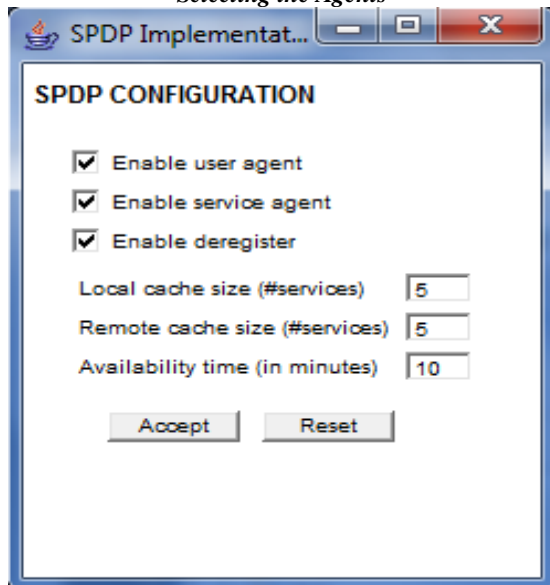 Selecting the Agents
SPDP Implementat...
SPDP CONFIGURATION
Enable user agent
Enable service agent
Enable deregister
Local cache size (#services) 5
Remote cache size (#services) 5
Availability time (in minutes) 10
Accept Reset